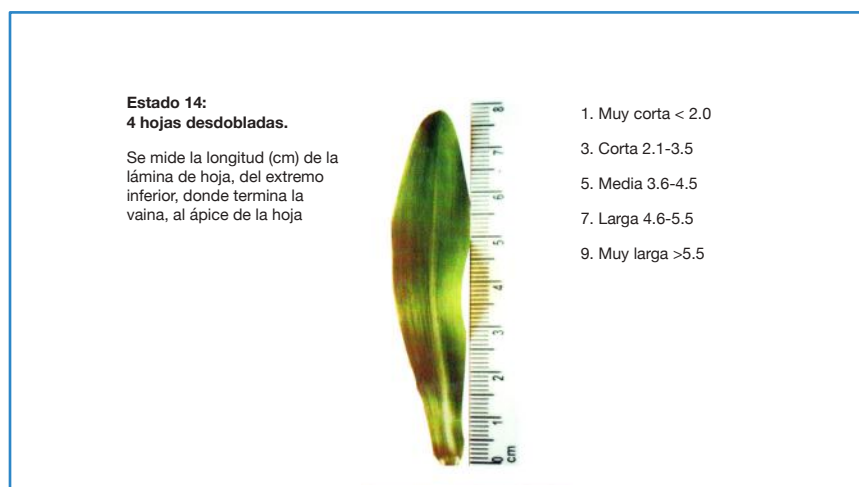 Estado 14:
4 hojas desdobladas.
Se mide la longitud (cm) de la
lámina de hoja, del extremo
inferior, donde termina la
vaina, al ápice de la hoja
8
7
6
5
4
3
2
1
0
cm
1. Muy corta < 2.0
3. Corta 2.1-3.5
5. Media 3.6-4.5
7. Larga 4.6-5.5
9. Muy larga >5.5